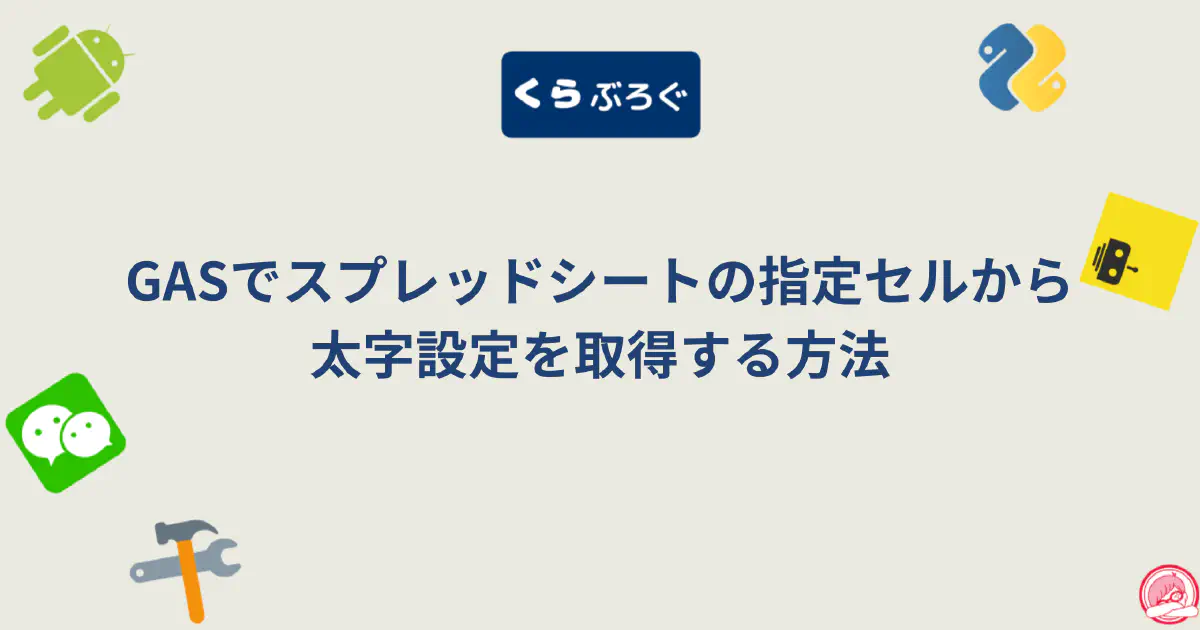 くらぶろぐ
GASでスプレッドシートの指定セルから
太字設定を取得する方法